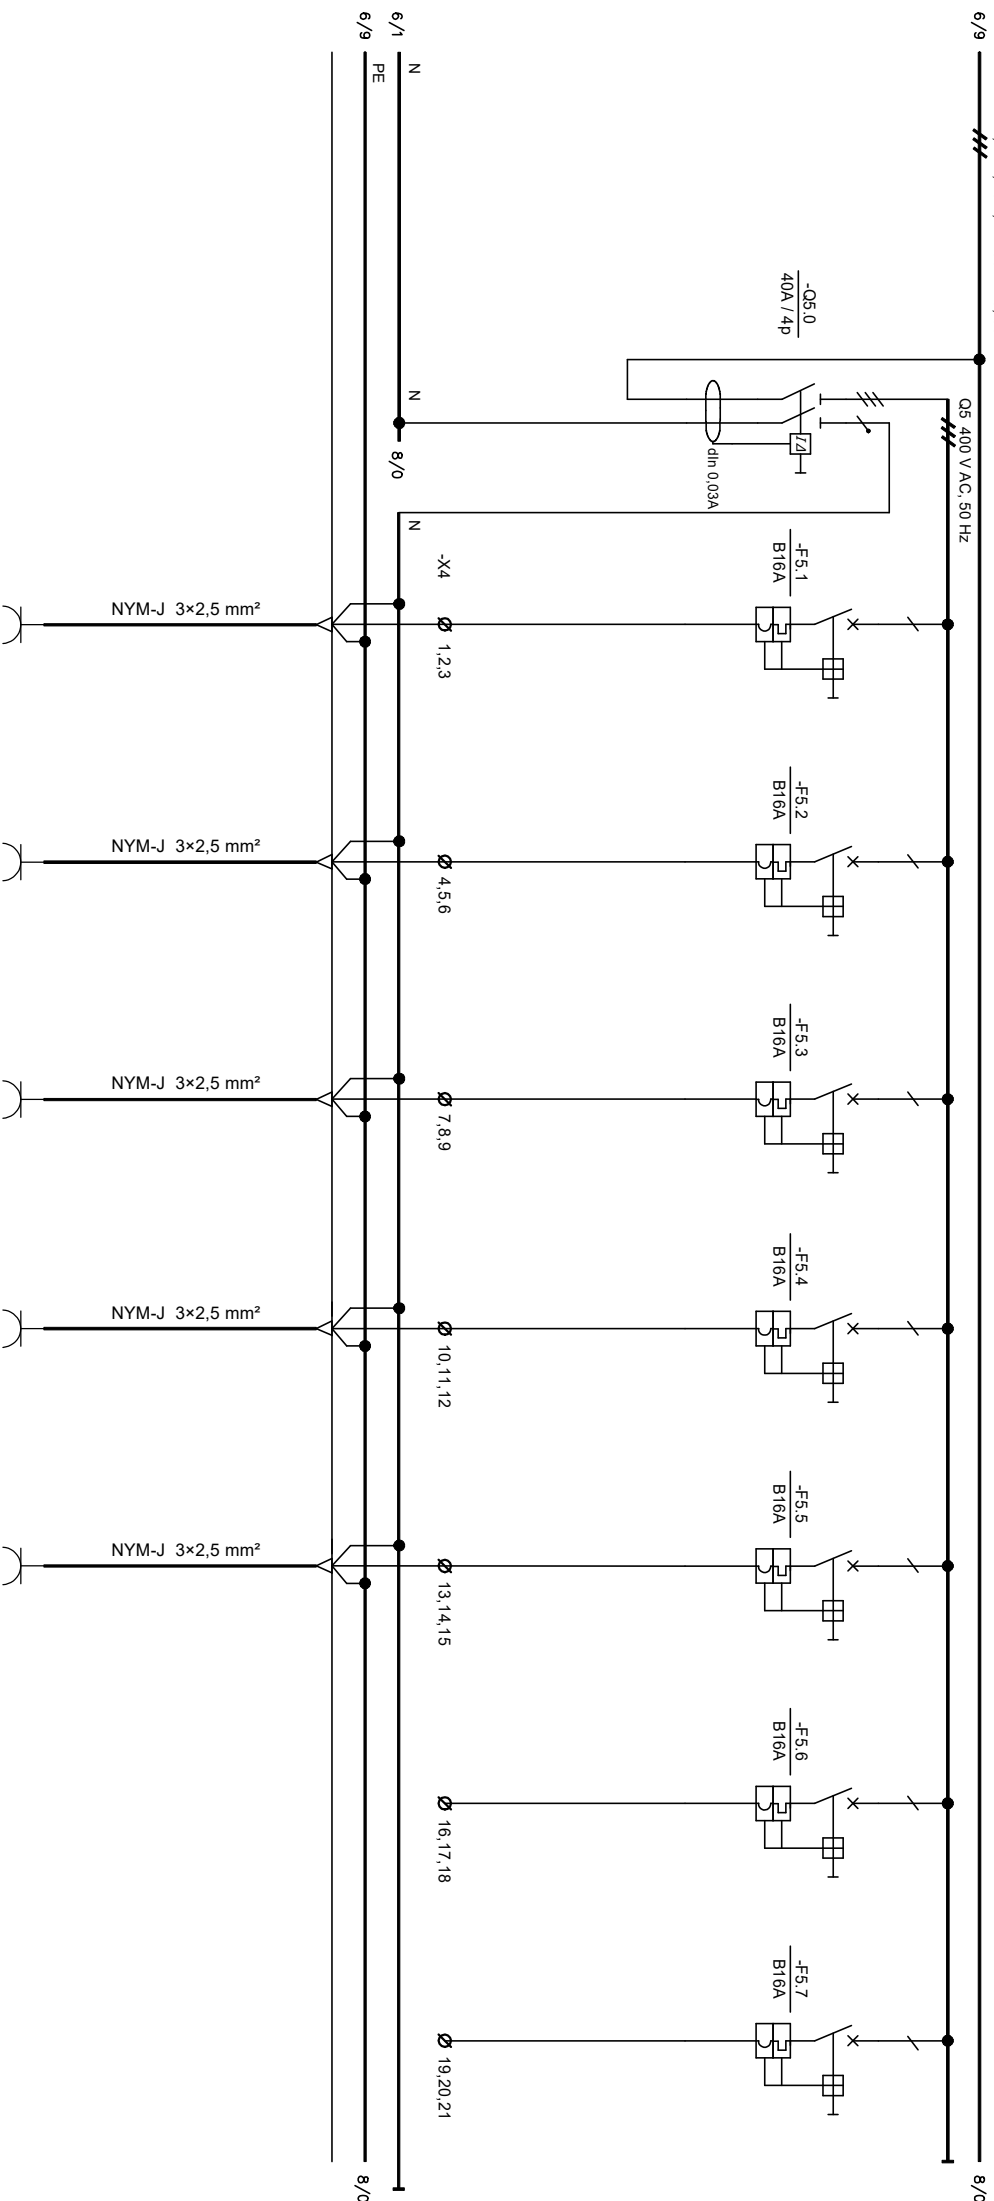 6/9
6/1
6/9
N
PE
-Q5.0
40A / 4p
N
8/0
Q5 400 V AC, 50 Hz
IΔ
dIn 0,03A
N
-X4
-F5.1
B16A
NYM-J 3×2,5 mm²
1,2,3
-F5.2
B16A
NYM-J 3×2,5 mm²
4,5,6
-F5.3
B16A
NYM-J 3×2,5 mm²
7,8,9
-F5.4
B16A
NYM-J 3×2,5 mm²
10,11,12
-F5.5
B16A
NYM-J 3×2,5 mm²
13,14,15
-F5.6
B16A
16,17,18
-F5.7
B16A
19,20,21
8/0
8/0